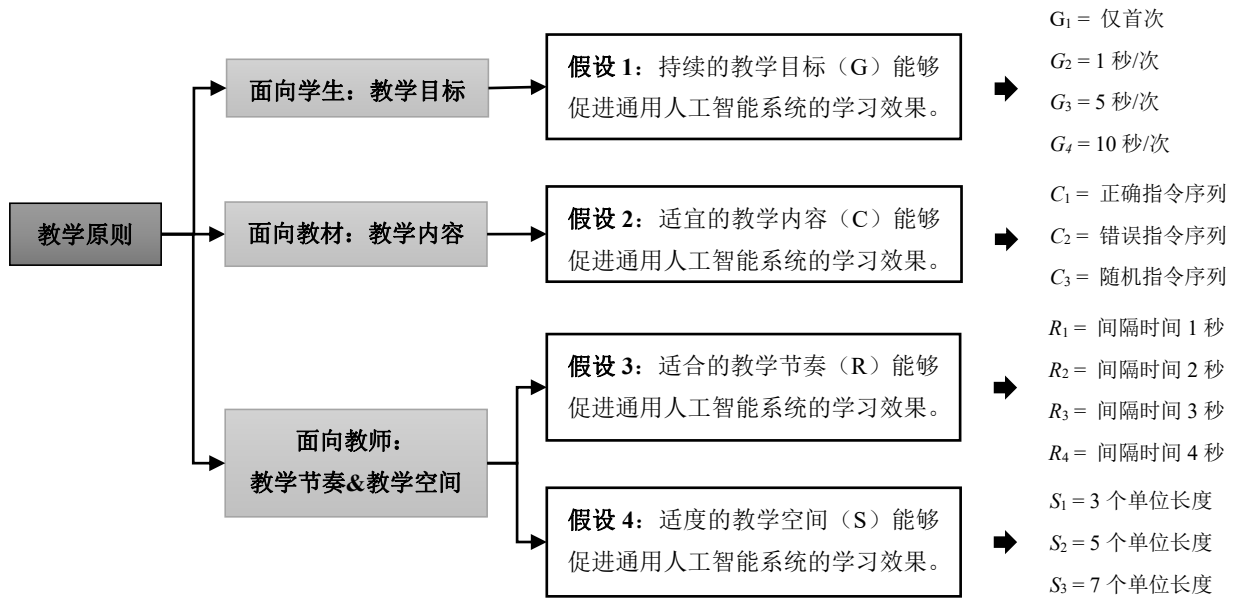 教学原则
面向学生：教学目标
假设 1：持续的教学目标（G）能够
促进通用人工智能系统的学习效果。
G1 = 仅首次
G2 = 1 秒/次
G3 = 5 秒/次
G4 = 10 秒/次
面向教材：教学内容
假设 2：适宜的教学内容（C）能够
促进通用人工智能系统的学习效果。
C1 = 正确指令序列
C2 = 错误指令序列
C3 = 随机指令序列
面向教师：
教学节奏&教学空间
假设 3：适合的教学节奏（R）能够
促进通用人工智能系统的学习效果。
R1 = 间隔时间 1 秒
R2 = 间隔时间 2 秒
R3 = 间隔时间 3 秒
R4 = 间隔时间 4 秒
假设 4：适度的教学空间（S）能够
促进通用人工智能系统的学习效果。
S1 = 3 个单位长度
S2 = 5 个单位长度
S3 = 7 个单位长度